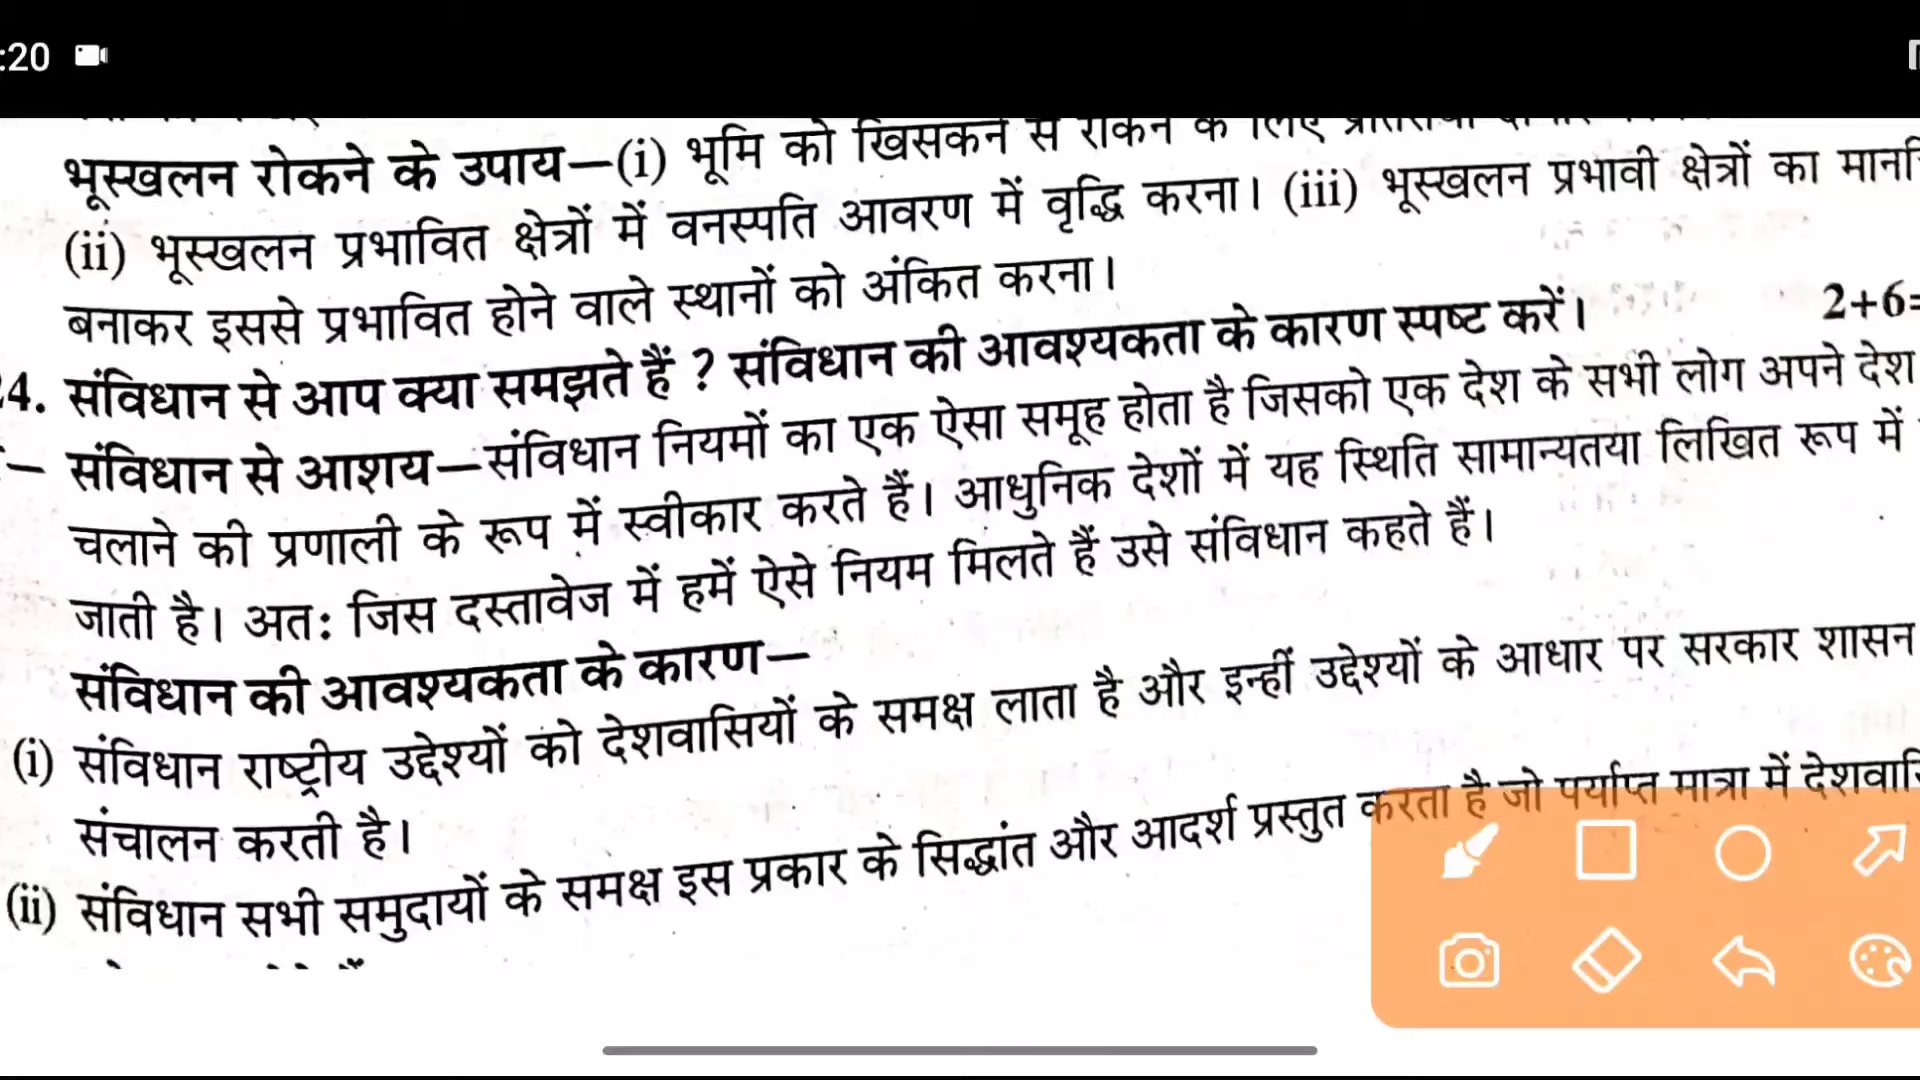 :20
भूस्खलन रोकने के उपाय—(i) भूमि को खिसकने से रोकने के लिए
(ii) भूस्खलन प्रभावित क्षेत्रों में वनस्पति आवरण में वृद्धि करना। (iii) भूस्खलन प्रभावी क्षेत्रों का
बनाकर इससे प्रभावित होने वाले स्थानों को अंकित करना।
4. संविधान से आप क्या समझते हैं ? संविधान की आवश्यकता के कारण स्पष्ट करें। 2+6=
— संविधान से आशय—संविधान नियमों का एक ऐसा समूह होता है जिसको एक देश के सभी लोग अपने देश
चलाने की प्रणाली के रूप में स्वीकार करते हैं। आधुनिक देशों में यह स्थिति सामान्यतया लिखित रूप में
जाती है। अतः जिस दस्तावेज में हमें ऐसे नियम मिलते हैं उसे संविधान कहते हैं।
संविधान की आवश्यकता के कारण—
(i) संविधान राष्ट्रीय उद्देश्यों को देशवासियों के समक्ष लाता है और इन्हीं उद्देश्यों के आधार पर सरकार शासन
संचालन करती है।
(ii) संविधान सभी समुदायों के समक्ष इस प्रकार के सिद्धांत और आदर्श प्रस्तुत करता है जो पर्याप्त मात्रा में